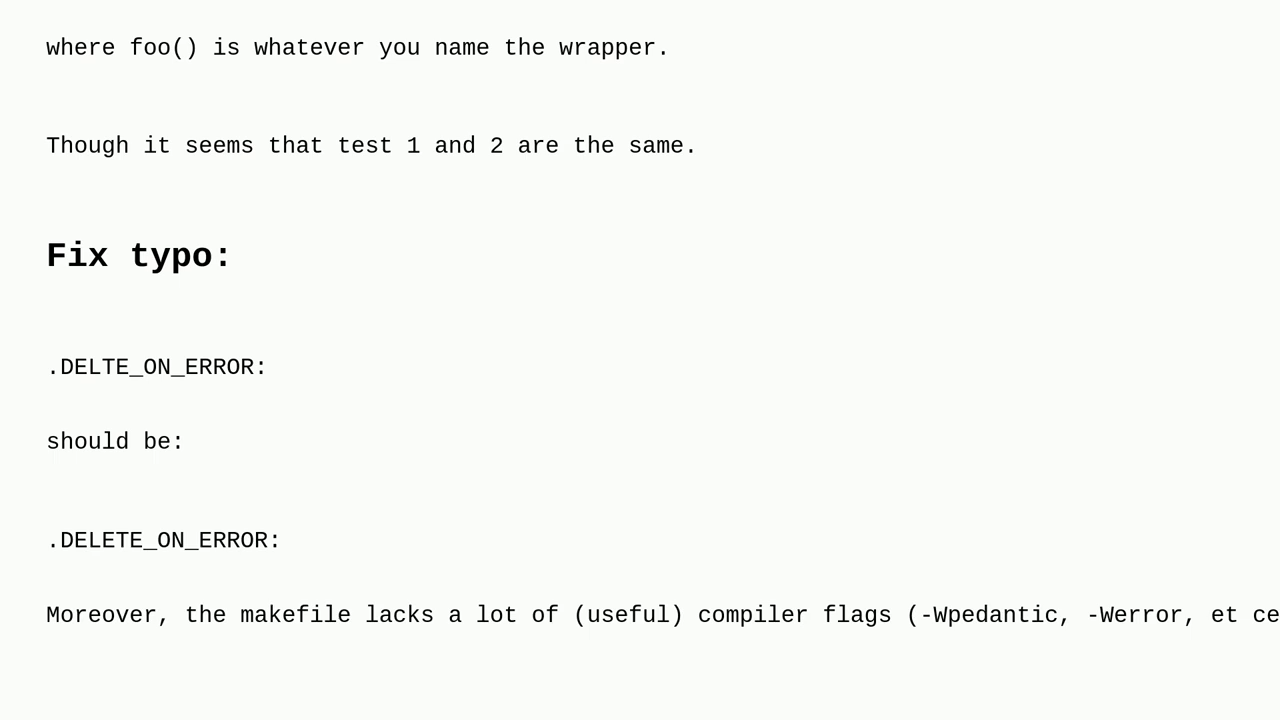 where foo() is whatever you name the wrapper.
Though it seems that test 1 and 2 are the same.
Fix typo:
.DELTE_ON_ERROR:
should be:
.DELETE_ON_ERROR:
Moreover, the makefile lacks a lot of (useful) compiler flags (-Wpedantic, -Werror, et ce